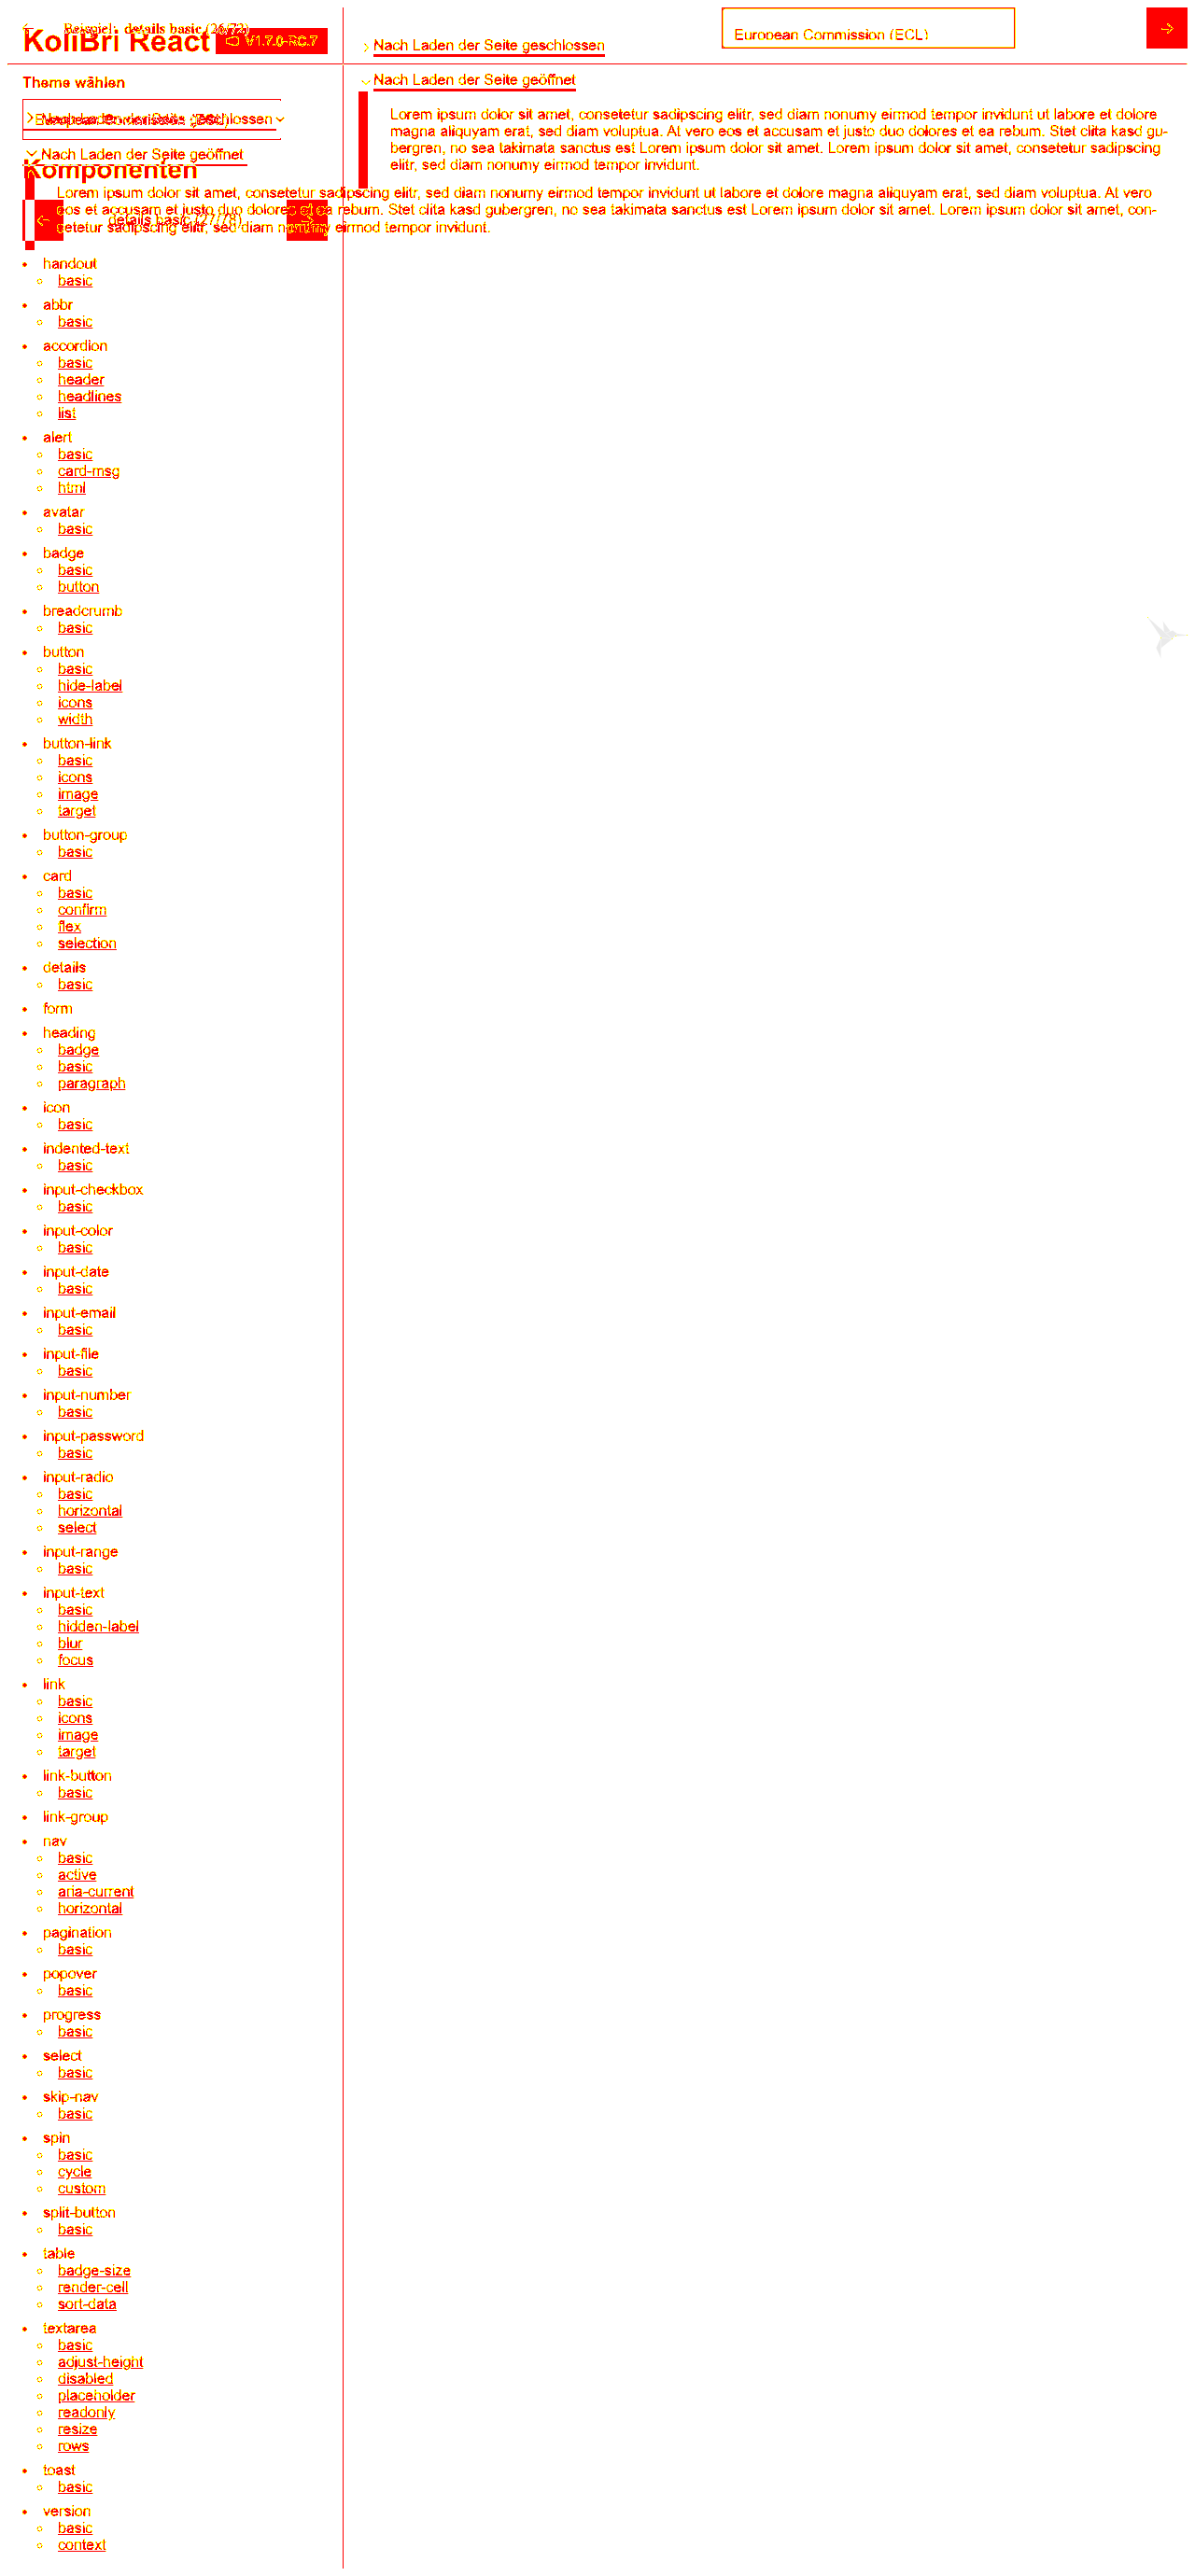 Beispiel: details basic (26/72)
KoliBri React V1.7.0-RC.7
European Commission (ECL)
Nach Laden der Seite geschlossen
Nach Laden der Seite geöffnet
Lorem ipsum dolor sit amet, consetetur sadipscing elitr, sed diam nonumy eirmod tempor invidunt ut labore et dolore
magna aliquyam erat, sed diam voluptua. At vero eos et accusam et justo duo dolores et ea rebum. Stet clita kasd gu-
bergren, no sea takimata sanctus est Lorem ipsum dolor sit amet. Lorem ipsum dolor sit amet, consetetur sadipscing
elitr, sed diam nonumy eirmod tempor invidunt.
Theme wählen
European Commission (ECL)
Nach Laden der Seite geschlossen
Nach Laden der Seite geöffnet
Komponenten
Lorem ipsum dolor sit amet, consetetur sadipscing elitr, sed diam nonumy eirmod tempor invidunt ut labore et dolore magna aliquyam erat, sed diam voluptua. At vero
eos et accusam et justo duo dolores et ea rebum. Stet clita kasd gubergren, no sea takimata sanctus est Lorem ipsum dolor sit amet. Lorem ipsum dolor sit amet, con-
setetur sadipscing elitr, sed diam nonumy eirmod tempor invidunt.
details basic
handout
basic
abbr
basic
accordion
basic
header
headlines
list
alert
basic
card-msg
html
avatar
basic
badge
basic
button
breadcrumb
basic
button
basic
hide-label
icons
width
button-link
basic
icons
image
target
button-group
basic
card
basic
confirm
flex
selection
details
basic
form
heading
badge
basic
paragraph
icon
basic
indented-text
basic
input-checkbox
basic
input-color
basic
input-date
basic
input-email
basic
input-file
basic
input-number
basic
input-password
basic
input-radio
basic
horizontal
select
input-range
basic
input-text
basic
hidden-label
blur
focus
link
basic
icons
image
target
link-button
basic
link-group
nav
basic
active
aria-current
horizontal
pagination
basic
popover
basic
progress
basic
select
basic
skip-nav
basic
spin
basic
cycle
custom
split-button
basic
table
badge-size
render-cell
sort-data
textarea
basic
adjust-height
disabled
placeholder
readonly
resize
rows
toast
basic
version
basic
context